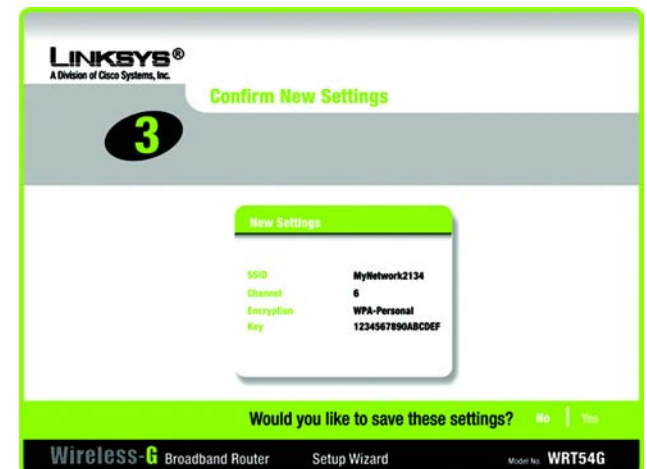 LINKSYS®
A Division of Cisco Systems, Inc.
Confirm New Settings
3
New Settings
SSID MyNetwork2134
Channel 6
Encryption WPA-Personal
Key 1234567890ABCDEF
Would you like to save these settings? No | Yes
Wireless-G Broadband Router Setup Wizard Model No WRT54G